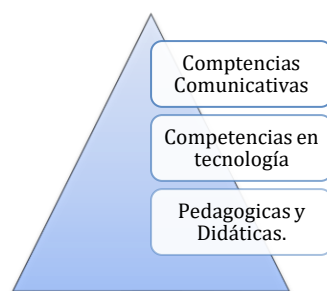 Comptencias
Comunicativas
Competencias en
tecnología
Pedagogicas y
Didáticas.